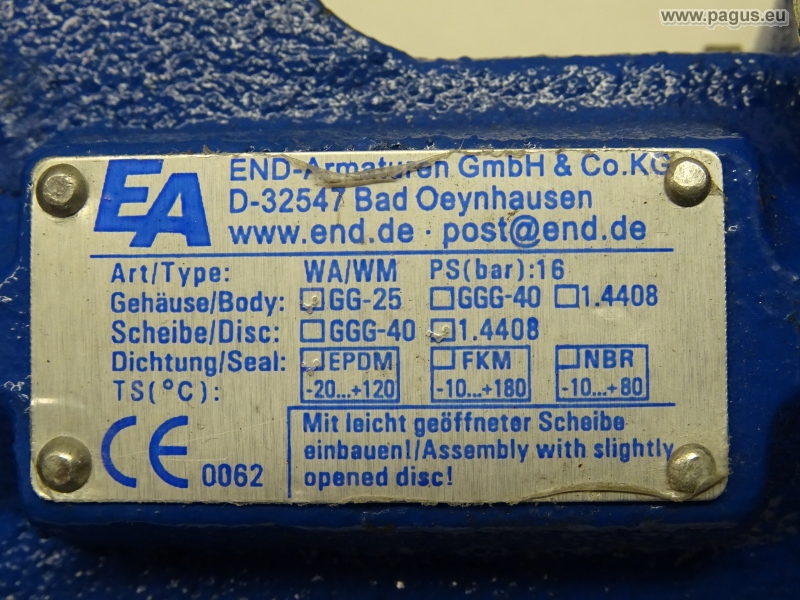 www.pagus.eu
EA
END-Armaturen GmbH & Co.KG
D-32547 Bad Oeynhausen
www.end.de · post@end.de
Art/Type: WA/WM PS(bar):16
Gehäuse/Body: GG-25 GGG-40 1.4408
Scheibe/Disc: GGG-40 1.4408
Dichtung/Seal: EPDM FKM NBR
TS(°C): -20...+120 -10...+180 -10...+80
CE 0062
Mit leicht geöffneter Scheibe
einbauen!/Assembly with slightly
opened disc!